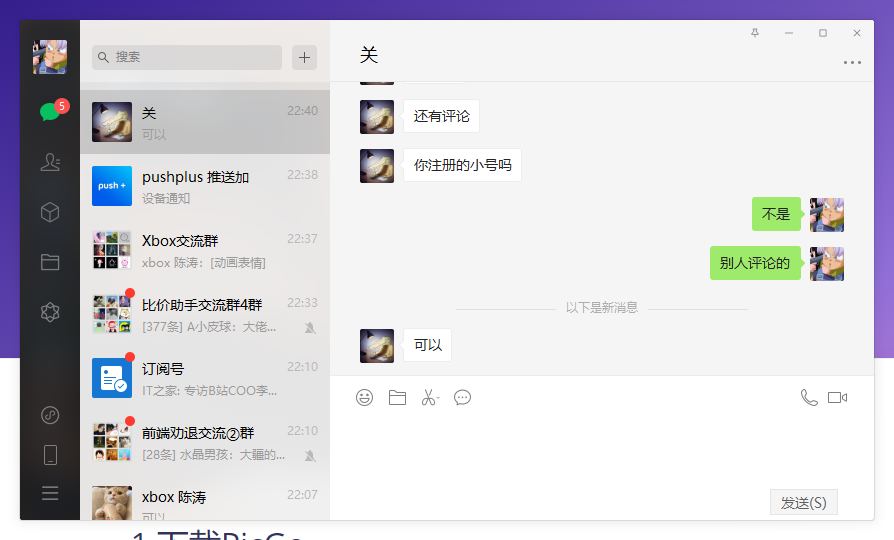 搜索
5
关
22:40
可以
push +
pushplus 推送加
22:38
设备通知
Xbox交流群
22:37
xbox 陈涛：[动画表情]
比价助手交流群4群
22:33
[377条] A小皮球：大佬...
订阅号
22:10
IT之家: 专访B站COO李...
前端劝退交流②群
22:10
[28条] 水晶男孩：大疆的...
xbox 陈涛
22:07
可以
关
还有评论
你注册的小号吗
不是
别人评论的
以下是新消息
可以
发送(S)
1.下载PicGo